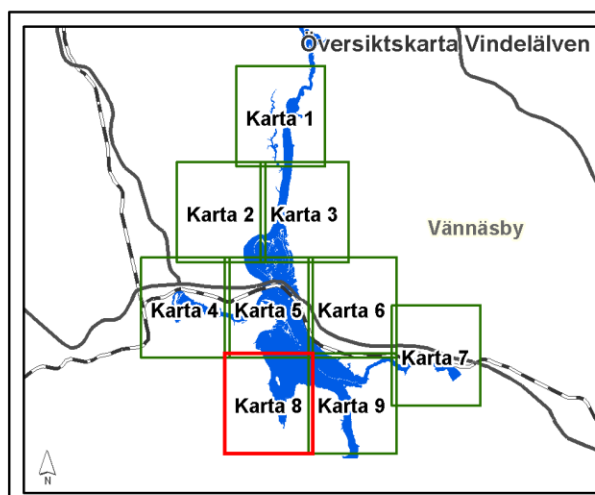 Översiktskarta Vindelälven
Karta 1
Karta 2
Karta 3
Vännäsby
Karta 4
Karta 5
Karta 6
Karta 7
Karta 8
Karta 9
N